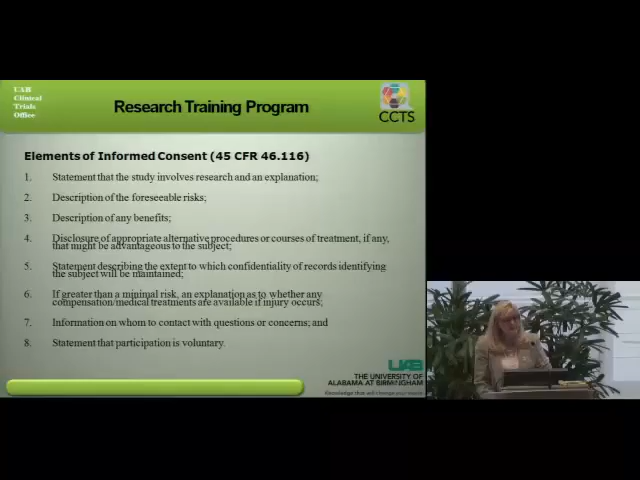 UAB
Clinical
Trials
Office
Research Training Program
CCTS
Elements of Informed Consent (45 CFR 46.116)
1. Statement that the study involves research and an explanation;
2. Description of the foreseeable risks;
3. Description of any benefits;
4. Disclosure of appropriate alternative procedures or courses of treatment, if any,
that might be advantageous to the subject;
5. Statement describing the extent to which confidentiality of records identifying
the subject will be maintained;
6. If greater than a minimal risk, an explanation as to whether any
compensation/medical treatments are available if injury occurs;
7. Information on whom to contact with questions or concerns; and
8. Statement that participation is voluntary.
UAB
THE UNIVERSITY OF
ALABAMA AT BIRMINGHAM
Knowledge that will change your world